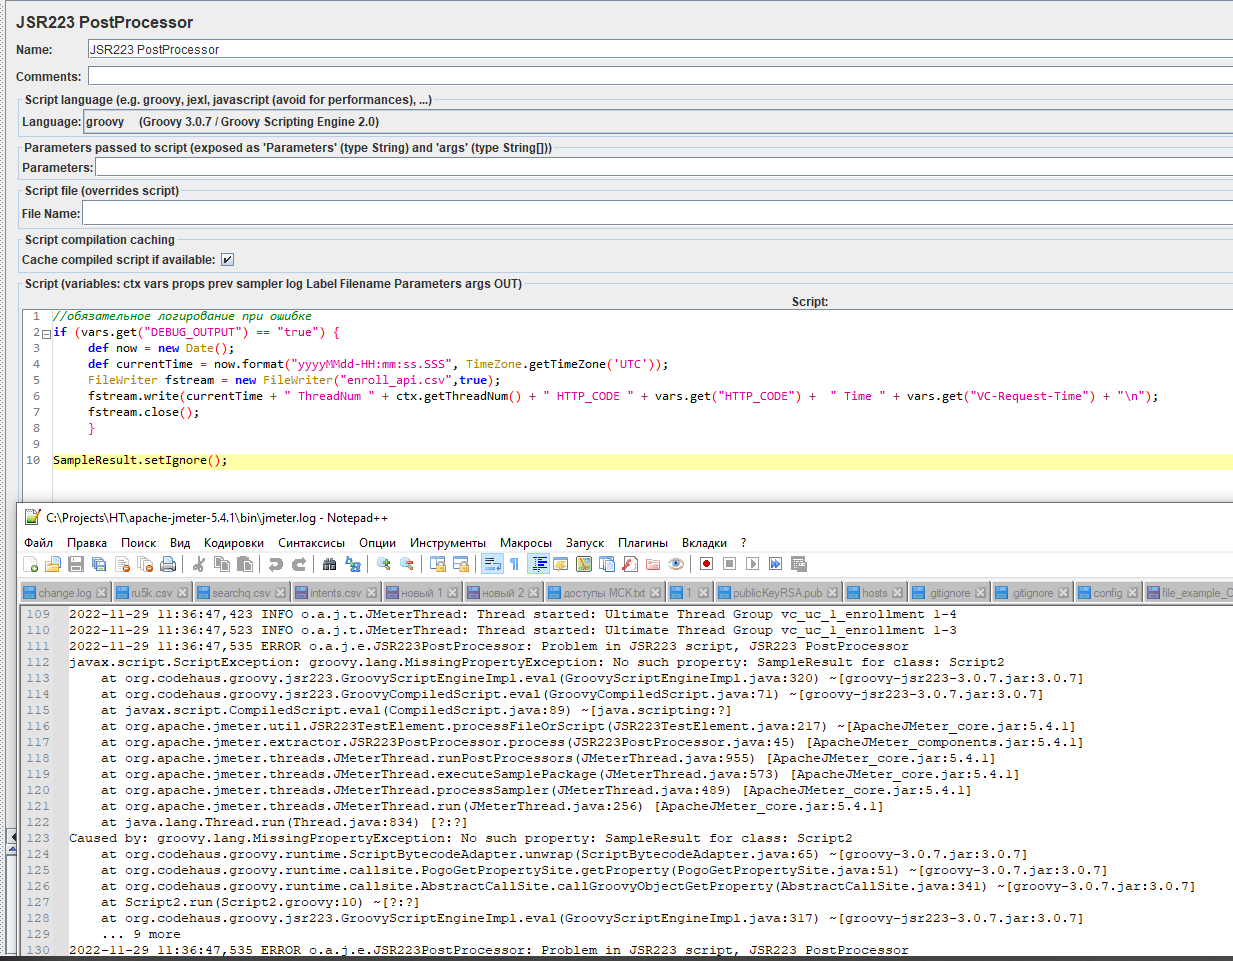 JSR223 PostProcessor
Name: JSR223 PostProcessor
Comments:
Script language (e.g. groovy, jexl, javascript (avoid for performances), ...)
Language: groovy (Groovy 3.0.7 / Groovy Scripting Engine 2.0)
Parameters passed to script (exposed as 'Parameters' (type String) and 'args' (type String[]))
Parameters:
Script file (overrides script)
File Name:
Script compilation caching
Cache compiled script if available:
Script (variables: ctx vars props prev sampler log Label Filename Parameters args OUT)
Script:
1 //обязательное логирование при ошибке
2 if (vars.get("DEBUG_OUTPUT") == "true") {
3 def now = new Date();
4 def currentTime = now.format("yyyyMMdd-HH:mm:ss.SSS", TimeZone.getTimeZone('UTC'));
5 FileWriter fstream = new FileWriter("enroll_api.csv",true);
6 fstream.write(currentTime + " ThreadNum " + ctx.getThreadNum() + " HTTP_CODE " + vars.get("HTTP_CODE") +  " Time " + vars.get("VC-Request-Time") + "\n");
7 fstream.close();
8 }
9
10 SampleResult.setIgnore();
C:\Projects\HT\apache-jmeter-5.4.1\bin\jmeter.log - Notepad++
Файл Правка Поиск Вид Кодировки Синтаксисы Опции Инструменты Макросы Запуск Плагины Вкладки ?
change.log ru5k.csv searchq.csv intents.csv новый 1 новый 2 доступы МСК.txt 1 publicKeyRSA.pub hosts .gitignore .gitignore config file_example_C
109 2022-11-29 11:36:47,423 INFO o.a.j.t.JMeterThread: Thread started: Ultimate Thread Group vc_uc_1_enrollment 1-4
110 2022-11-29 11:36:47,523 INFO o.a.j.t.JMeterThread: Thread started: Ultimate Thread Group vc_uc_1_enrollment 1-3
111 2022-11-29 11:36:47,535 ERROR o.a.j.e.JSR223PostProcessor: Problem in JSR223 script, JSR223 PostProcessor
112 javax.script.ScriptException: groovy.lang.MissingPropertyException: No such property: SampleResult for class: Script2
113 at org.codehaus.groovy.jsr223.GroovyScriptEngineImpl.eval(GroovyScriptEngineImpl.java:320) ~[groovy-jsr223-3.0.7.jar:3.0.7]
114 at org.codehaus.groovy.jsr223.GroovyCompiledScript.eval(GroovyCompiledScript.java:71) ~[groovy-jsr223-3.0.7.jar:3.0.7]
115 at javax.script.CompiledScript.eval(CompiledScript.java:89) ~[java.scripting:?]
116 at org.apache.jmeter.util.JSR223TestElement.processFileOrScript(JSR223TestElement.java:217) ~[ApacheJMeter_core.jar:5.4.1]
117 at org.apache.jmeter.extractor.JSR223PostProcessor.process(JSR223PostProcessor.java:45) [ApacheJMeter_components.jar:5.4.1]
118 at org.apache.jmeter.threads.JMeterThread.runPostProcessors(JMeterThread.java:955) [ApacheJMeter_core.jar:5.4.1]
119 at org.apache.jmeter.threads.JMeterThread.executeSamplePackage(JMeterThread.java:573) [ApacheJMeter_core.jar:5.4.1]
120 at org.apache.jmeter.threads.JMeterThread.processSampler(JMeterThread.java:489) [ApacheJMeter_core.jar:5.4.1]
121 at org.apache.jmeter.threads.JMeterThread.run(JMeterThread.java:256) [ApacheJMeter_core.jar:5.4.1]
122 at java.lang.Thread.run(Thread.java:834) [?:?]
123 Caused by: groovy.lang.MissingPropertyException: No such property: SampleResult for class: Script2
124 at org.codehaus.groovy.runtime.ScriptBytecodeAdapter.unwrap(ScriptBytecodeAdapter.java:65) ~[groovy-3.0.7.jar:3.0.7]
125 at org.codehaus.groovy.runtime.callsite.PogoGetPropertySite.getProperty(PogoGetPropertySite.java:51) ~[groovy-3.0.7.jar:3.0.7]
126 at org.codehaus.groovy.runtime.callsite.AbstractCallSite.callGroovyObjectGetProperty(AbstractCallSite.java:341) ~[groovy-3.0.7.jar:3.0.7]
127 at Script2.run(Script2.groovy:10) ~[?:?]
128 at org.codehaus.groovy.jsr223.GroovyScriptEngineImpl.eval(GroovyScriptEngineImpl.java:317) ~[groovy-jsr223-3.0.7.jar:3.0.7]
129 ... 9 more
130 2022-11-29 11:36:47,535 ERROR o.a.j.e.JSR223PostProcessor: Problem in JSR223 script, JSR223 PostProcessor